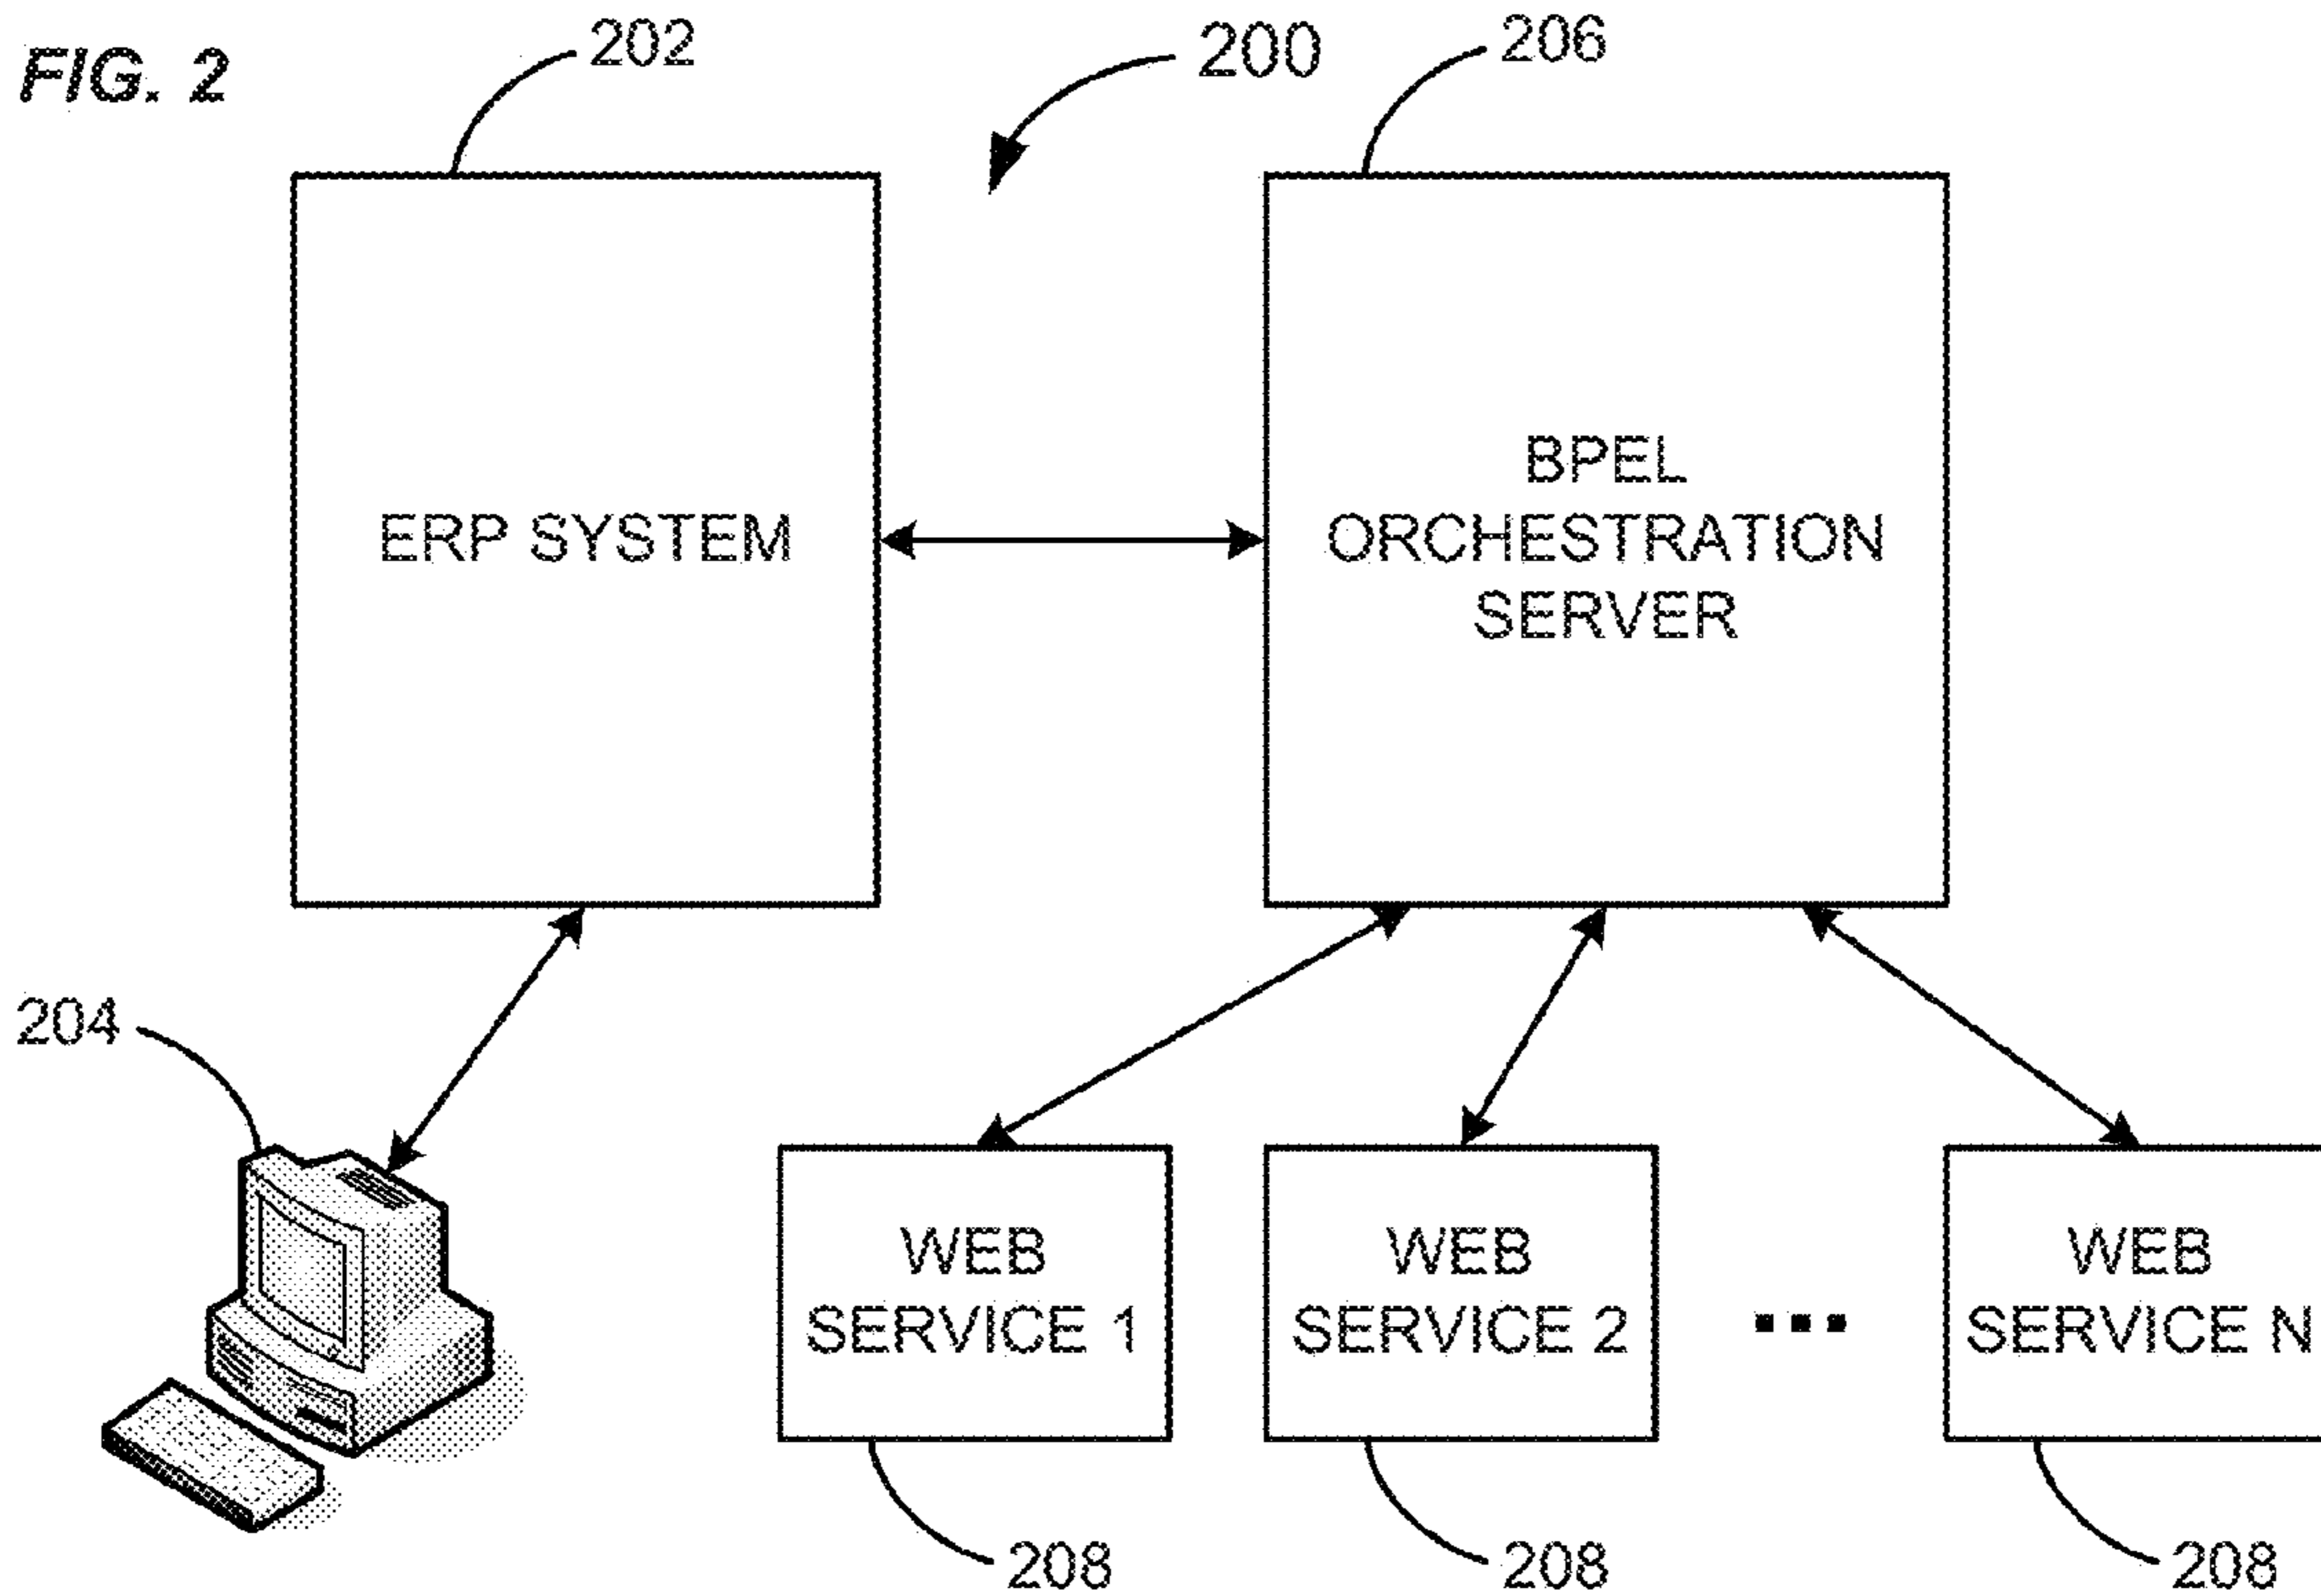 FIG. 2
202
200
206
ERP SYSTEM
BPEL
ORCHESTRATION
SERVER
204
WEB
SERVICE 1
WEB
SERVICE 2
...
WEB
SERVICE N
208
208
208